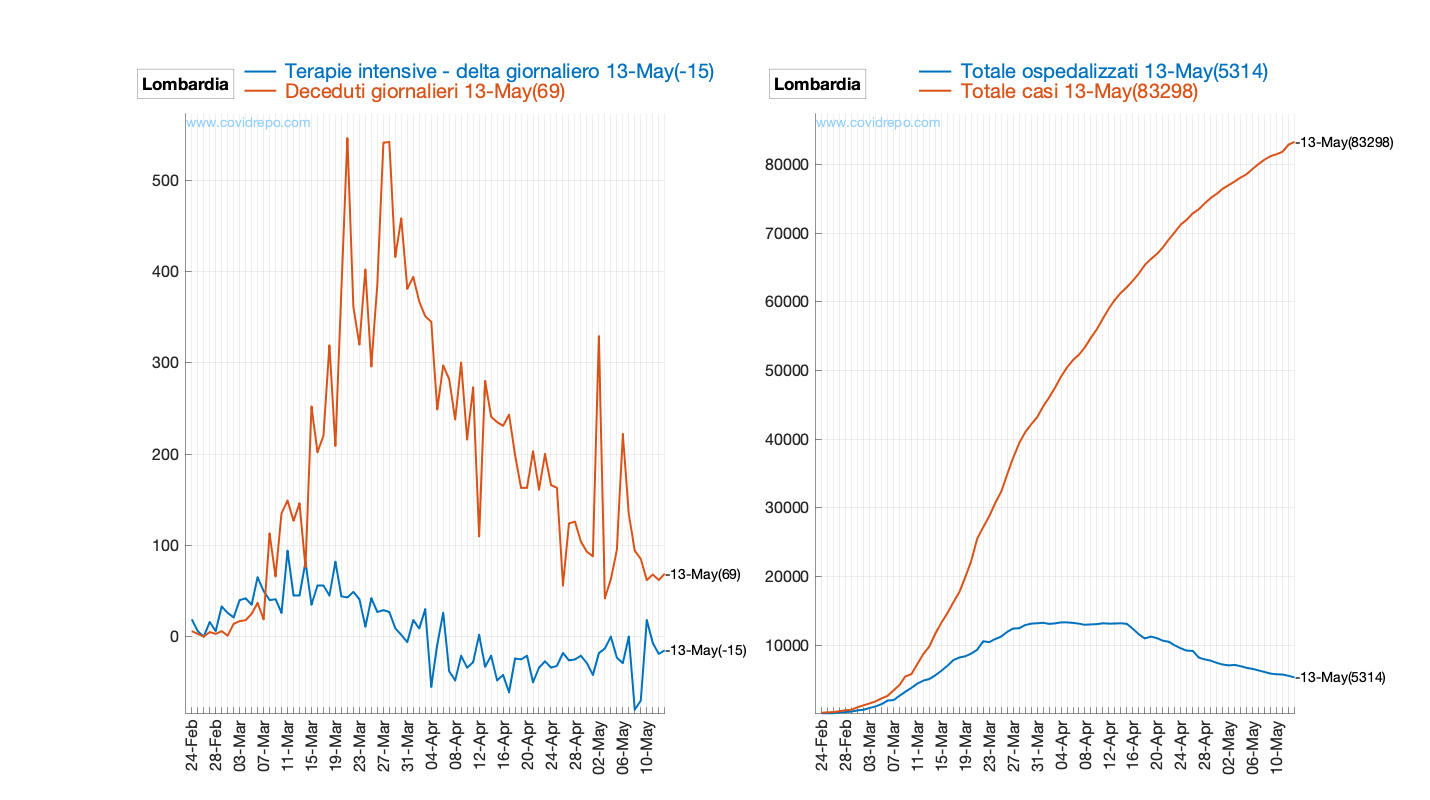 Lombardia
Terapie intensive - delta giornaliero 13-May(-15)
Deceduti giornalieri 13-May(69)
www.covidrepo.com
500
400
300
200
100
0
-13-May(69)
-13-May(-15)
24-Feb
28-Feb
03-Mar
07-Mar
11-Mar
15-Mar
19-Mar
23-Mar
27-Mar
31-Mar
04-Apr
08-Apr
12-Apr
16-Apr
20-Apr
24-Apr
28-Apr
02-May
06-May
10-May
Lombardia
Totale ospedalizzati 13-May(5314)
Totale casi 13-May(83298)
www.covidrepo.com
80000
70000
60000
50000
40000
30000
20000
10000
-13-May(83298)
-13-May(5314)
24-Feb
28-Feb
03-Mar
07-Mar
11-Mar
15-Mar
19-Mar
23-Mar
27-Mar
31-Mar
04-Apr
08-Apr
12-Apr
16-Apr
20-Apr
24-Apr
28-Apr
02-May
06-May
10-May